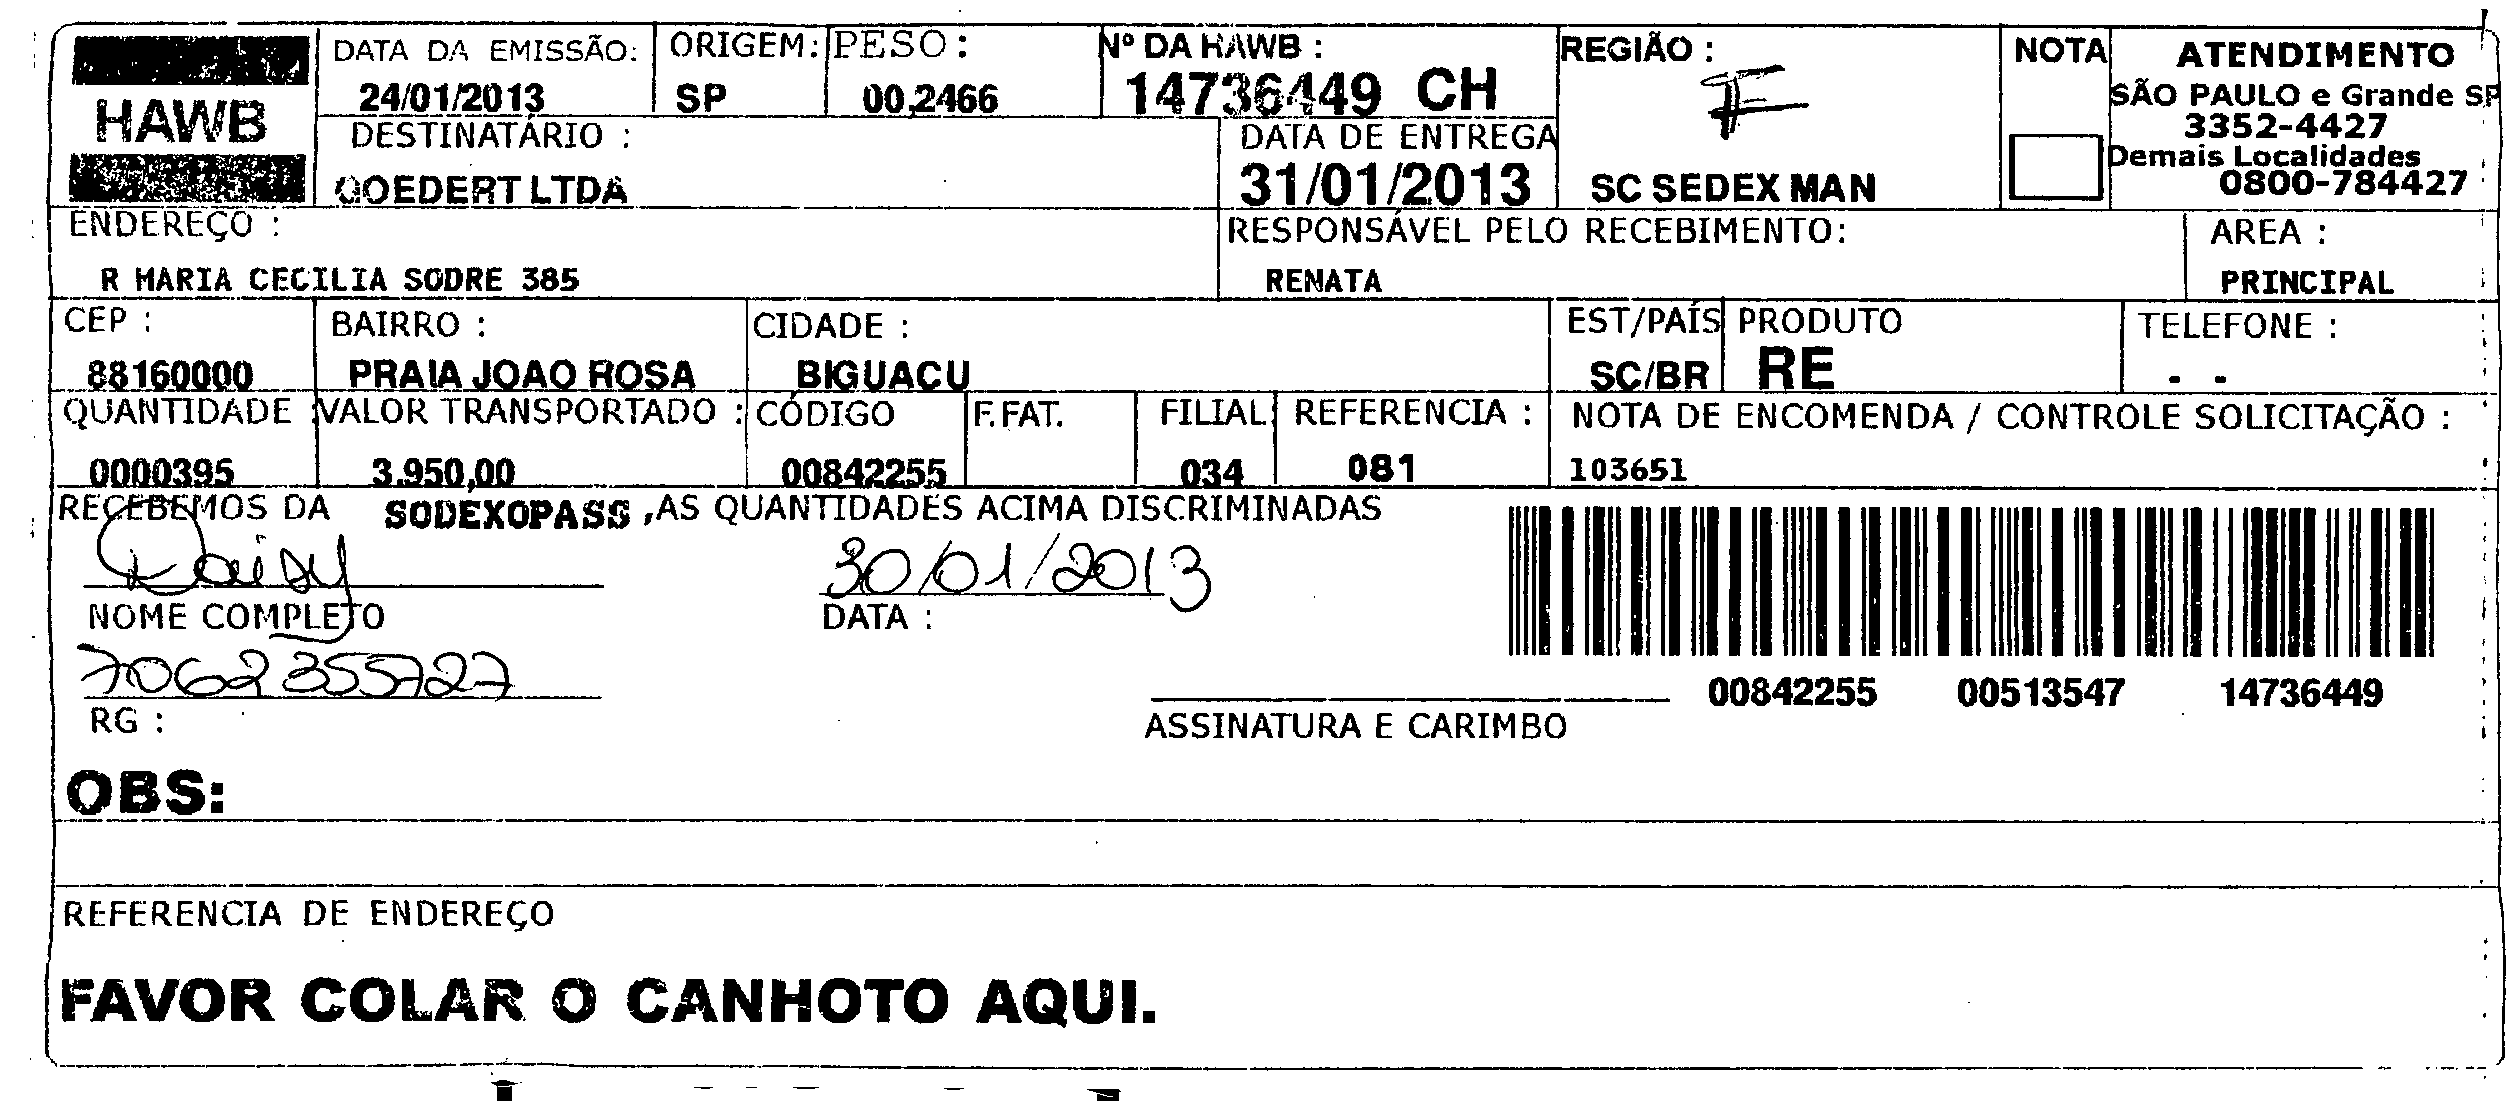 HAWB
DATA DA EMISSÃO: ORIGEM: PESO : Nº DA HAWB : REGIÃO : NOTA ATENDIMENTO
24/01/2013 SP 00,2466 14736449 CH F SÃO PAULO e Grande SP
3352-4427
DESTINATÁRIO : DATA DE ENTREGA Demais Localidades
GOEDERT LTDA 31/01/2013 SC SEDEX MAN 0800-784427
ENDEREÇO : RESPONSÁVEL PELO RECEBIMENTO: AREA :
R MARIA CECILIA SODRE 385 RENATA PRINCIPAL
CEP : BAIRRO : CIDADE : EST/PAÍS PRODUTO TELEFONE :
88160000 PRAIA JOAO ROSA BIGUACU SC/BR RE - -
QUANTIDADE VALOR TRANSPORTADO : CÓDIGO F.FAT. FILIAL REFERENCIA : NOTA DE ENCOMENDA / CONTROLE SOLICITAÇÃO :
0000395 3.950,00 00842255 034 081 103651
RECEBEMOS DA SODEXOPASS ,AS QUANTIDADES ACIMA DISCRIMINADAS
Daisy 30/01/2013
NOME COMPLETO DATA :
7062355727 00842255 00513547 14736449
RG : ASSINATURA E CARIMBO
OBS:
REFERENCIA DE ENDEREÇO
FAVOR COLAR O CANHOTO AQUI.